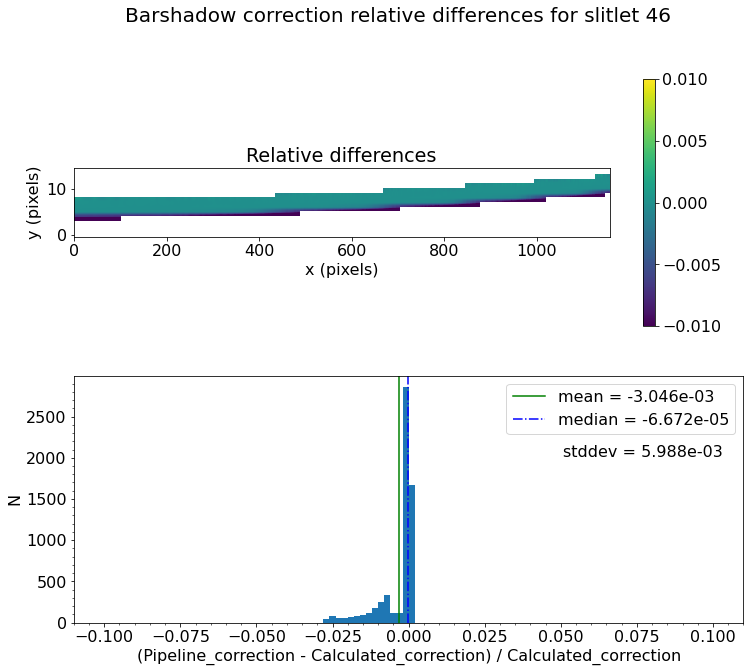 Barshadow correction relative differences for slitlet 46
Relative differences
y (pixels)
10
0
0 200 400 600 800 1000
x (pixels)
0.010
0.005
0.000
−0.005
−0.010
mean = -3.046e-03
median = -6.672e-05
stddev = 5.988e-03
N
2500
2000
1500
1000
500
0
−0.100 −0.075 −0.050 −0.025 0.000 0.025 0.050 0.075 0.100
(Pipeline_correction - Calculated_correction) / Calculated_correction